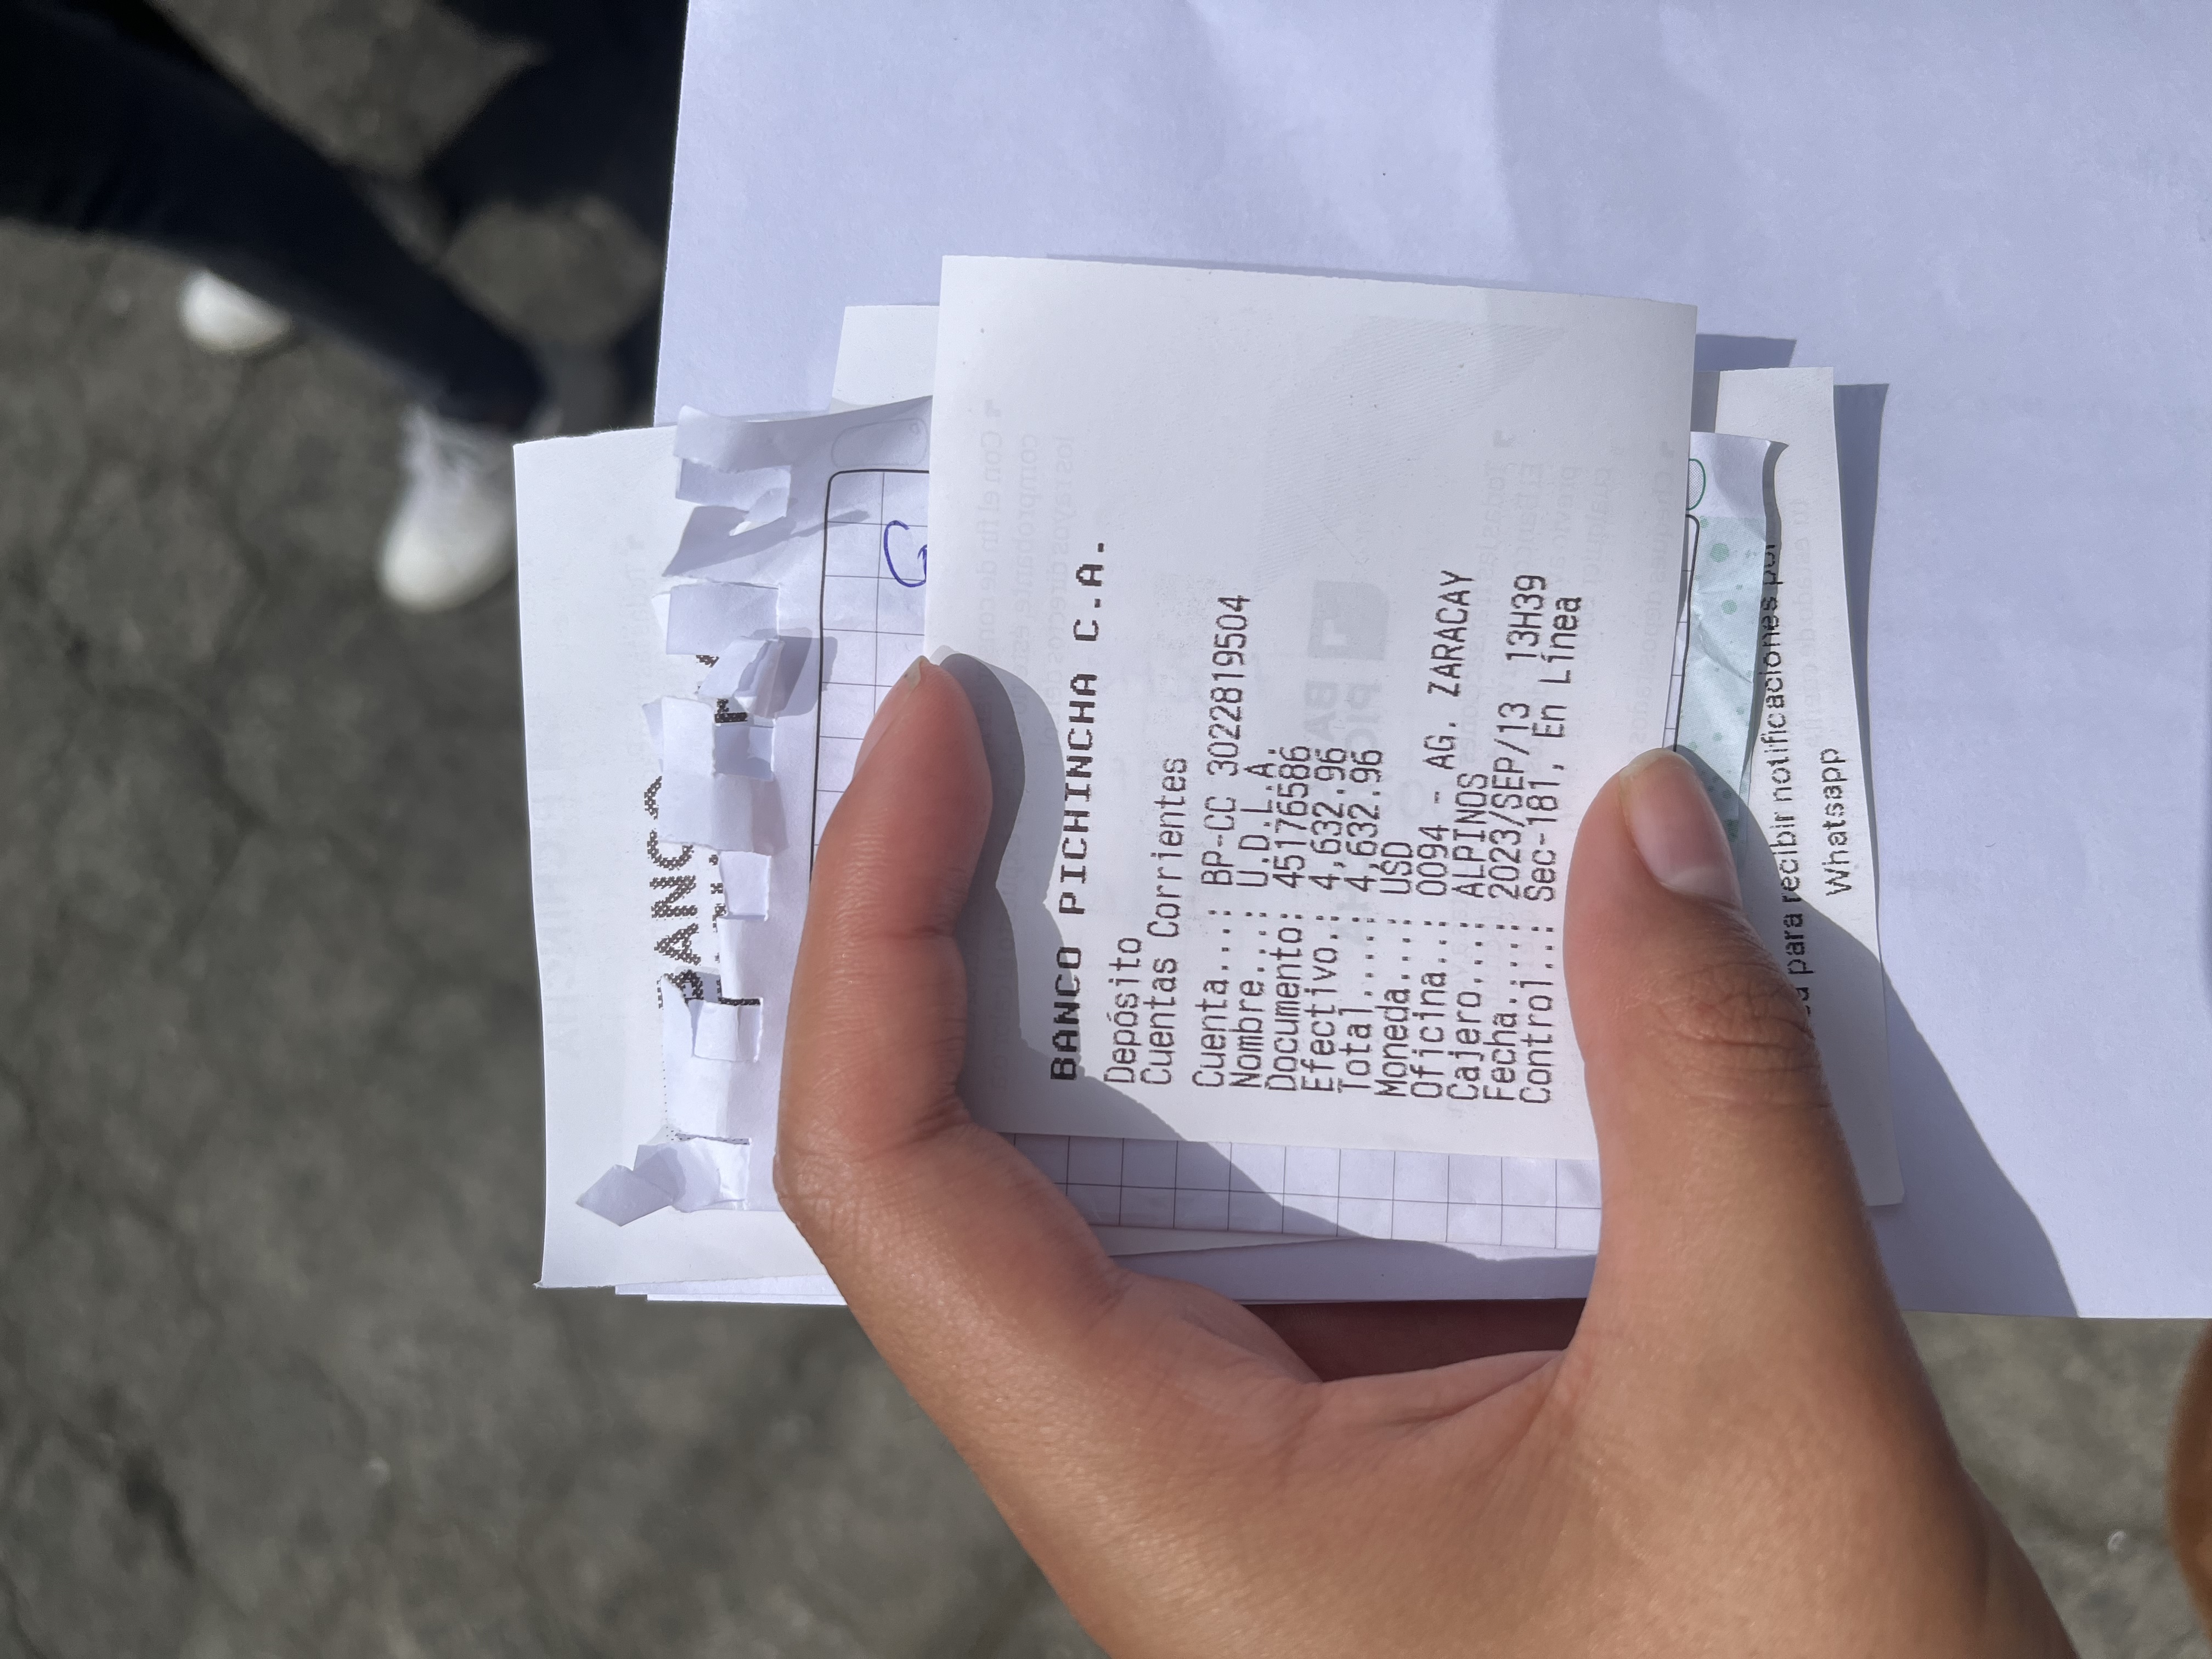 BANCO PICHINCHA C.A.
Depósito
Cuentas Corrientes
Cuenta...: BP-CC 3022819504
Nombre...: U.D.L.A.
Documento: 45176586
Efectivo.: 4,632.96
Total....: 4,632.96
Moneda...: USD
Oficina..: 0094 - AG. ZARACAY
Cajero...: ALPINOS
Fecha....: 2023/SEP/13 13H39
Control..: Sec-181, En Línea
BANCO
para recibir notificaciones por
Whatsapp